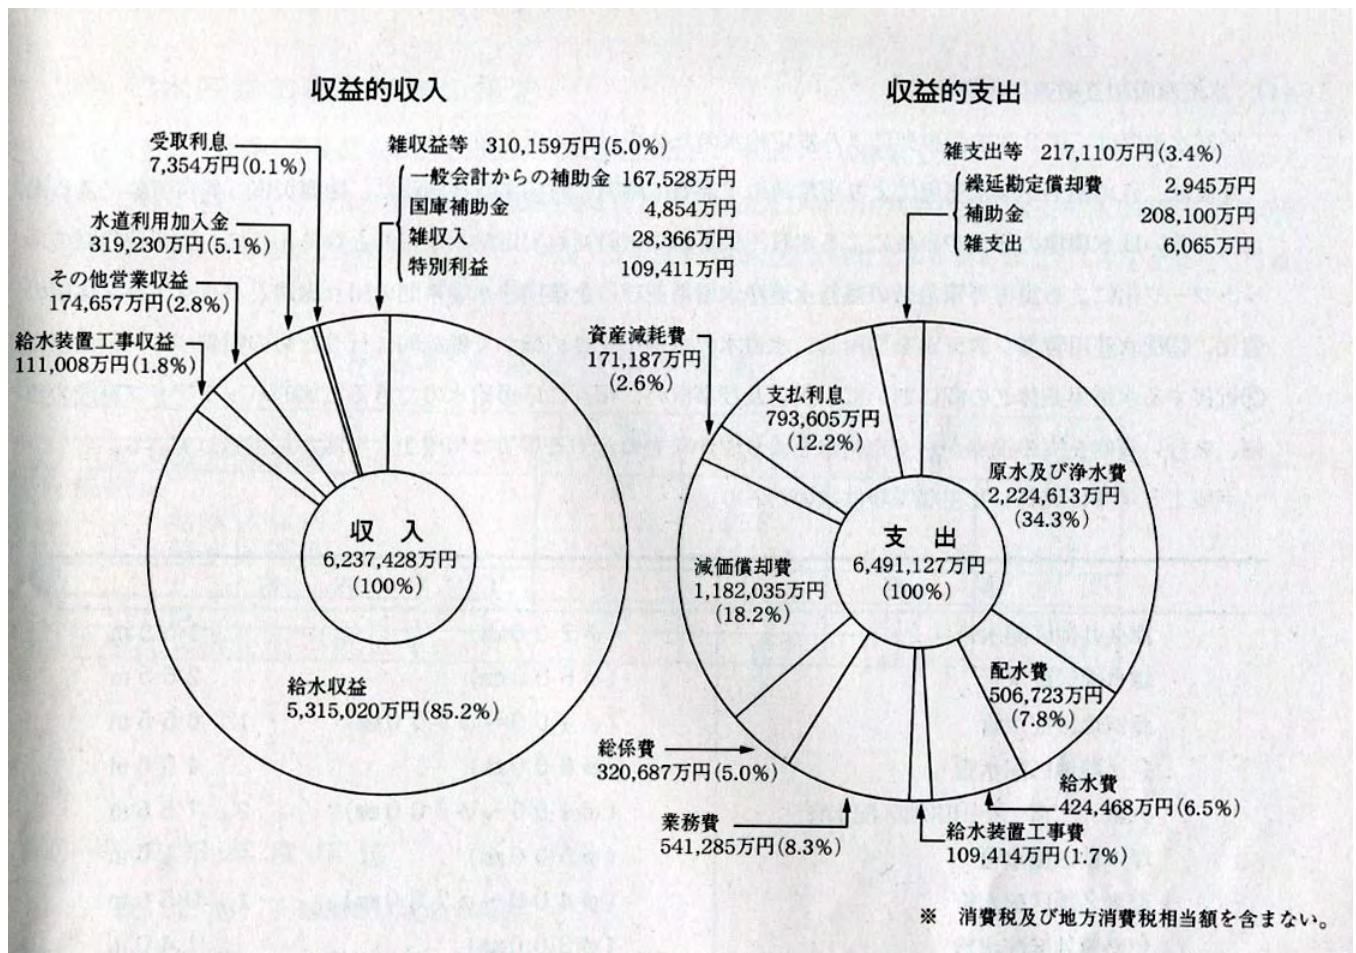 収益的収入
受取利息
7,354万円(0.1%)
水道利用加入金
319,230万円(5.1%)
その他営業収益
174,657万円(2.8%)
給水装置工事収益
111,008万円(1.8%)
雑収益等 310,159万円(5.0%)
一般会計からの補助金 167,528万円
国庫補助金 4,854万円
雑収入 28,366万円
特別利益 109,411万円
収 入
6,237,428万円
(100%)
給水収益
5,315,020万円(85.2%)
収益的支出
雑支出等 217,110万円(3.4%)
繰延勘定償却費 2,945万円
補助金 208,100万円
雑支出 6,065万円
資産減耗費
171,187万円
(2.6%)
支払利息
793,605万円
(12.2%)
原水及び浄水費
2,224,613万円
(34.3%)
支 出
6,491,127万円
(100%)
減価償却費
1,182,035万円
(18.2%)
配水費
506,723万円
(7.8%)
総係費
320,687万円(5.0%)
給水費
424,468万円(6.5%)
業務費
541,285万円(8.3%)
給水装置工事費
109,414万円(1.7%)
※ 消費税及び地方消費税相当額を含まない。